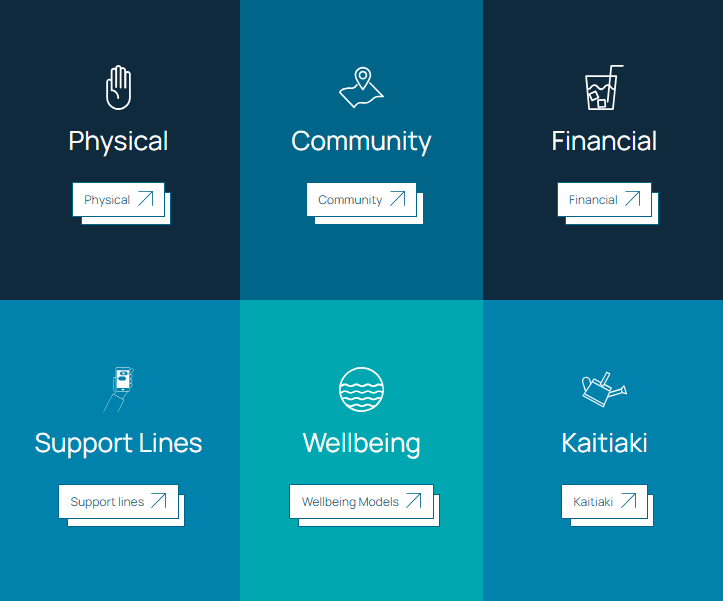 Physical
Community
Financial
Physical
Community
Financial
Support Lines
Wellbeing
Kaitiaki
Support lines
Wellbeing Models
Kaitiaki